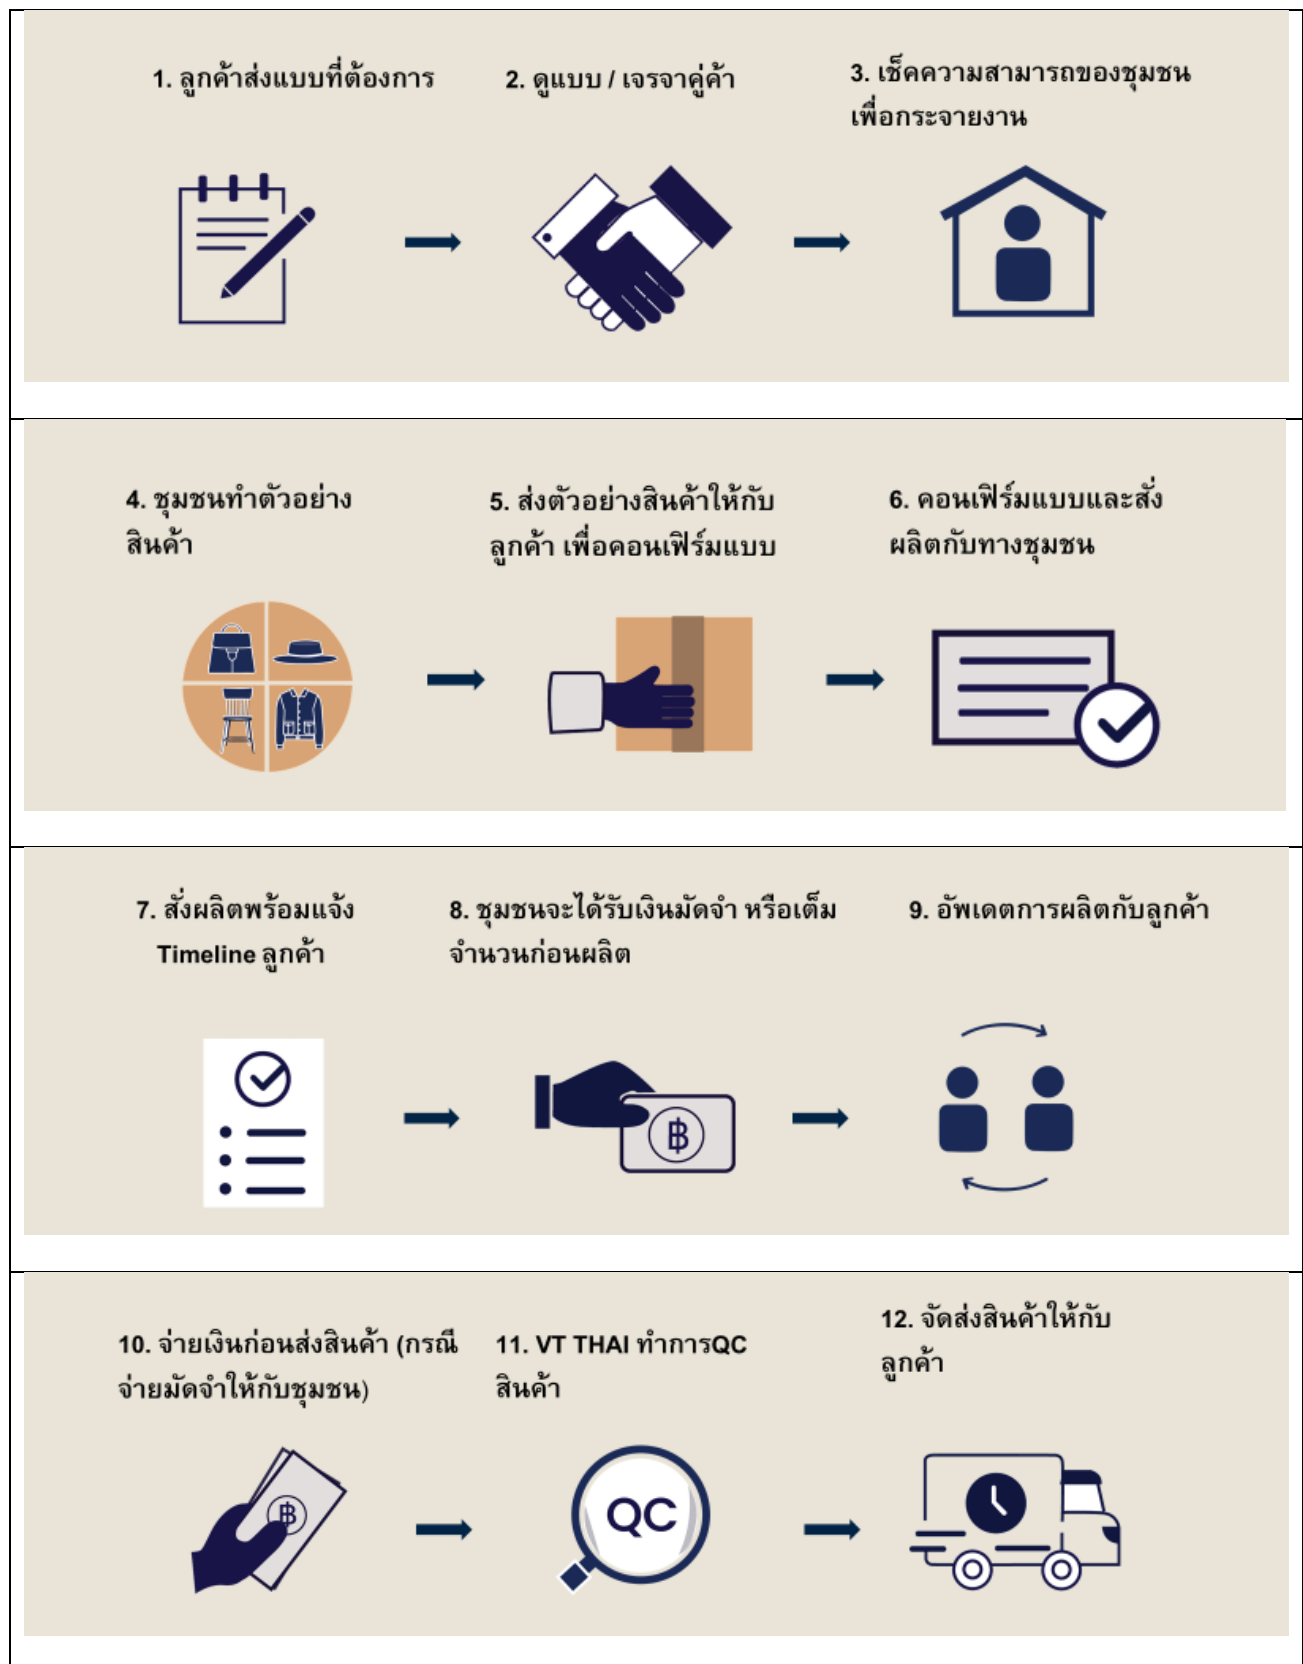 1. ลูกค้าส่งแบบที่ต้องการ
2. ดูแบบ / เจรจาคู่ค้า
3. เช็คความสามารถของชุมชน
เพื่อกระจายงาน
4. ชุมชนทำตัวอย่าง
สินค้า
5. ส่งตัวอย่างสินค้าให้กับ
ลูกค้า เพื่อคอนเฟิร์มแบบ
6. คอนเฟิร์มแบบและสั่ง
ผลิตกับทางชุมชน
7. สั่งผลิตพร้อมแจ้ง
Timeline ลูกค้า
8. ชุมชนจะได้รับเงินมัดจำ หรือเต็ม
จำนวนก่อนผลิต
฿
9. อัพเดตการผลิตกับลูกค้า
10. จ่ายเงินก่อนส่งสินค้า (กรณี
จ่ายมัดจำให้กับชุมชน)
฿
11. VT THAI ทำการQC
สินค้า
QC
12. จัดส่งสินค้าให้กับ
ลูกค้า